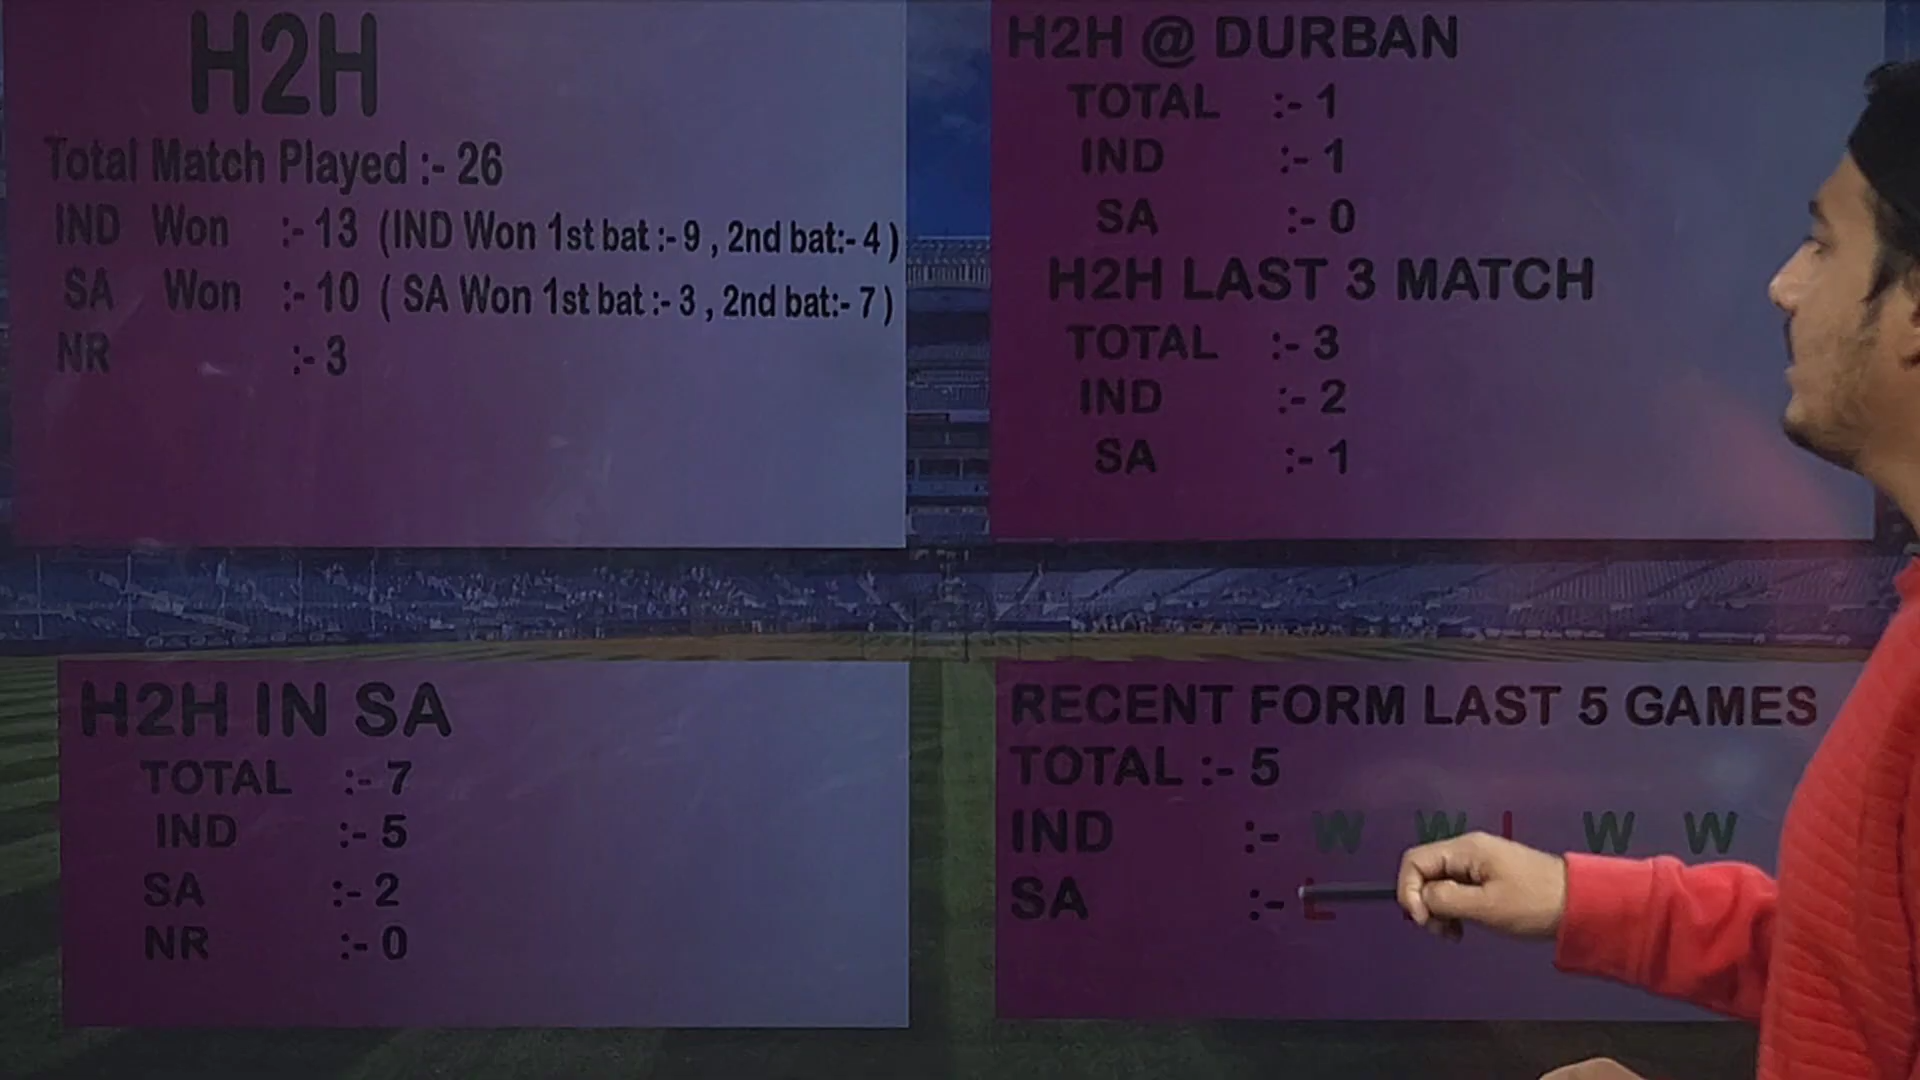 H2H
Total Match Played :- 26
IND Won :- 13 (IND Won 1st bat :- 9 , 2nd bat:- 4 )
SA Won :- 10 ( SA Won 1st bat :- 3 , 2nd bat:- 7 )
NR :- 3
H2H @ DURBAN
TOTAL :- 1
IND :- 1
SA :- 0
H2H LAST 3 MATCH
TOTAL :- 3
IND :- 2
SA :- 1
H2H IN SA
TOTAL :- 7
IND :- 5
SA :- 2
NR :- 0
RECENT FORM LAST 5 GAMES
TOTAL :- 5
IND :- W W L W W
SA :- L